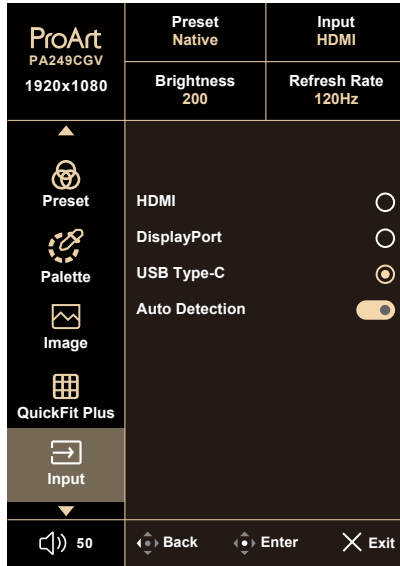 ProArt
PA249CGV
1920x1080
Preset
Native
Input
HDMI
Brightness
200
Refresh Rate
120Hz
Preset
Palette
Image
QuickFit Plus
Input
HDMI
DisplayPort
USB Type-C
Auto Detection
50
Back
Enter
Exit